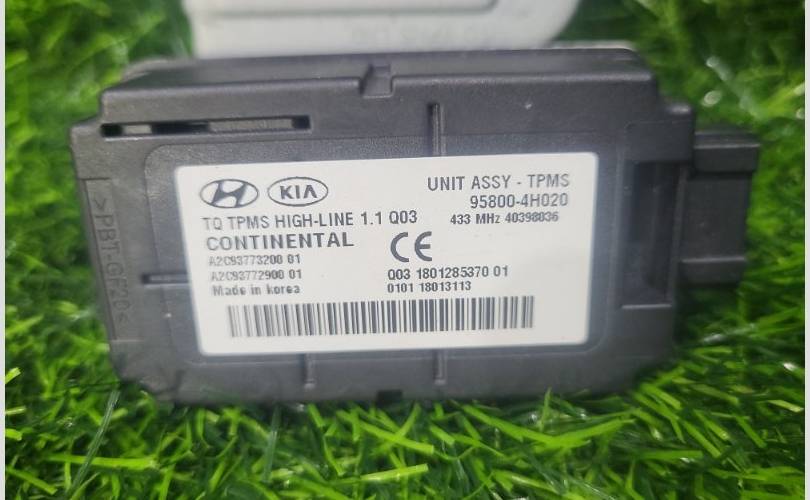 KIA
UNIT ASSY - TPMS
95800-4H020
TQ TPMS HIGH-LINE 1.1 Q03
433 MHz 40398036
CONTINENTAL
CE
A2C93773200 01
A2C93772900 01
Q03 1801285370 01
Made in korea
0101 18013113
>PBT-GF20<